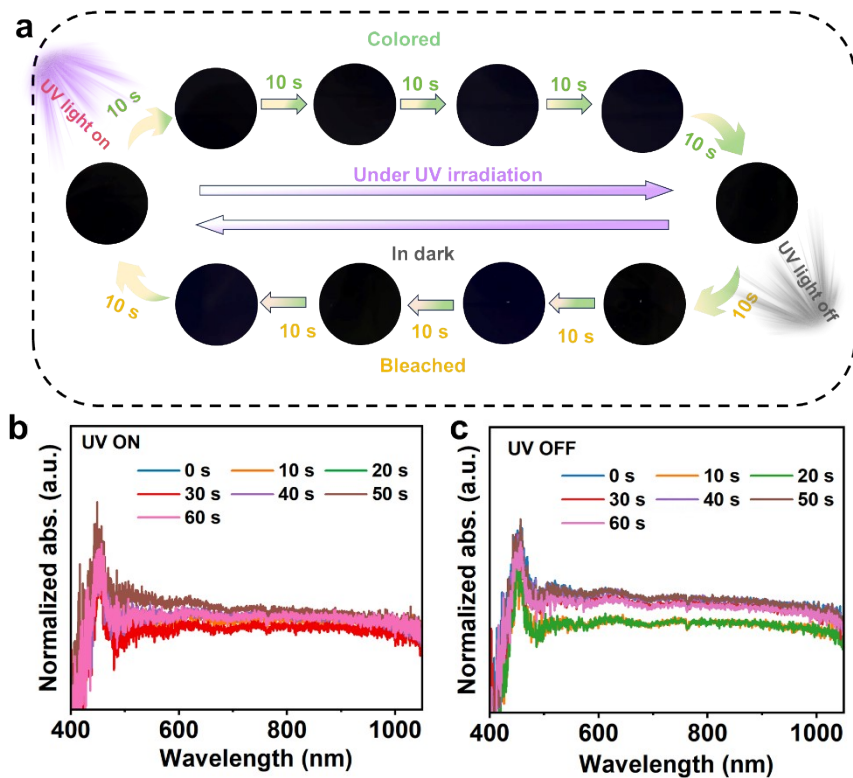 a
Colored
UV light on
10 s
10 s
10 s
10 s
10 s
Under UV irradiation
In dark
UV light off
10s
10 s
10 s
10 s
10 s
Bleached
b
UV ON
0 s 10 s 20 s
30 s 40 s 50 s
60 s
Normalized abs. (a.u.)
400 600 800 1000
Wavelength (nm)
c
UV OFF
0 s 10 s 20 s
30 s 40 s 50 s
60 s
Normalized abs. (a.u.)
400 600 800 1000
Wavelength (nm)